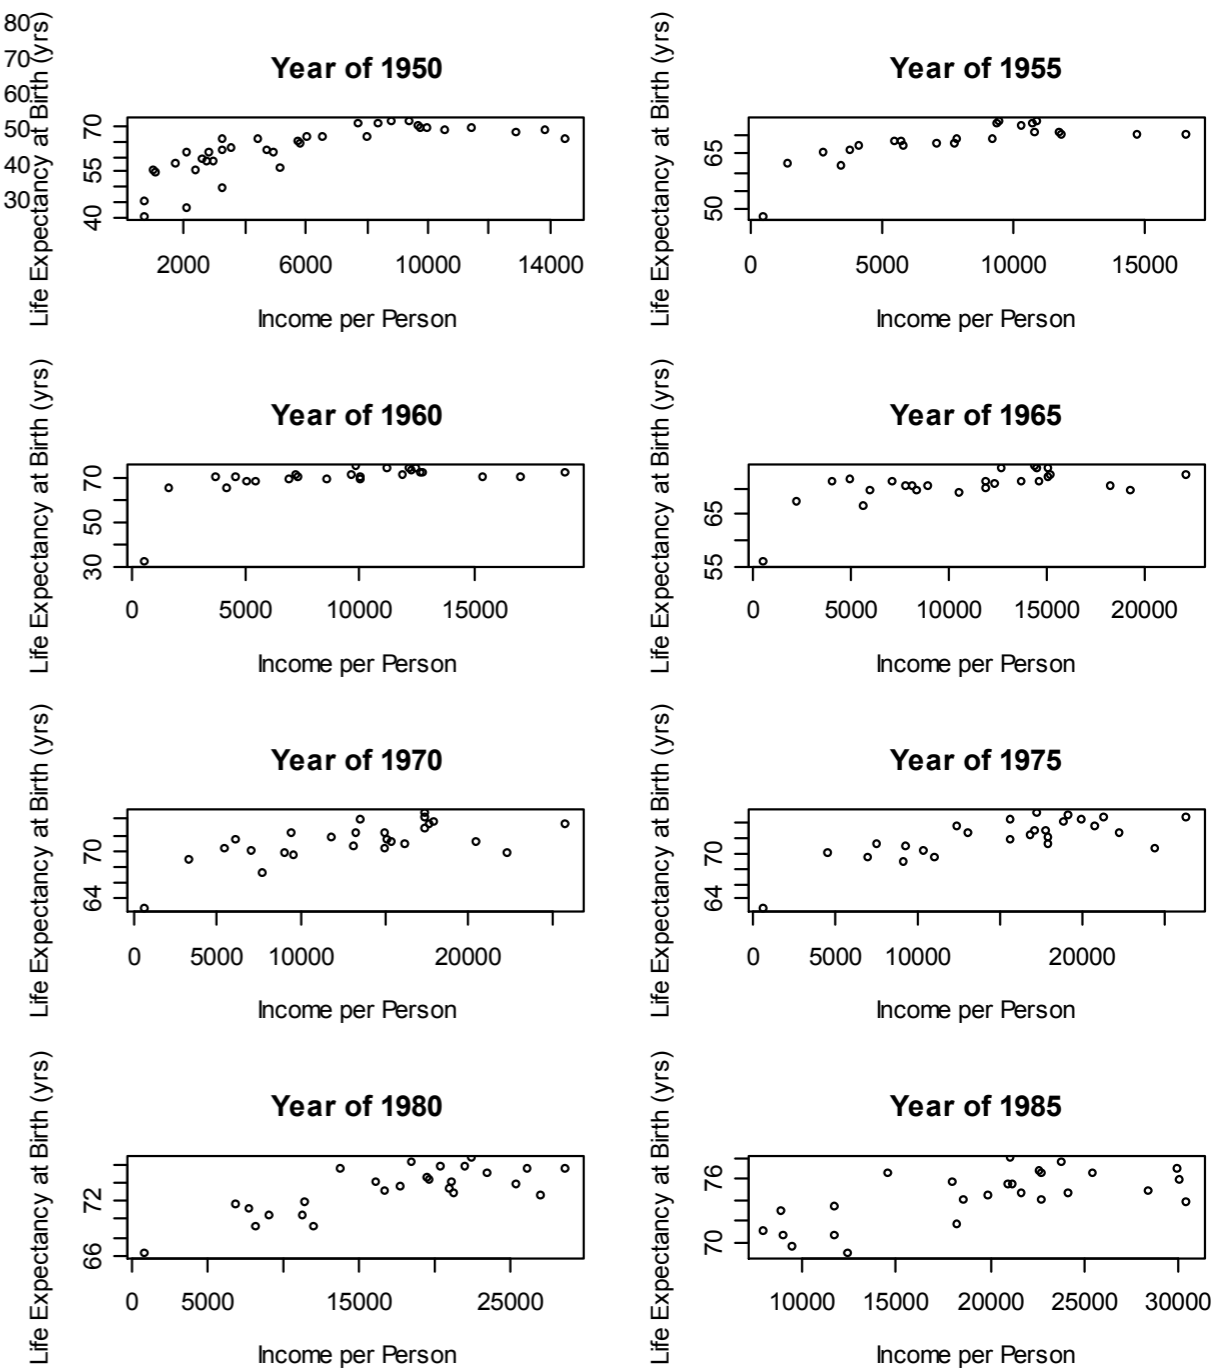 80
70
60
50
40
30
Year of 1950
Life Expectancy at Birth (yrs)
70
55
40
2000 6000 10000 14000
Income per Person
Year of 1955
Life Expectancy at Birth (yrs)
65
50
0 5000 10000 15000
Income per Person
Year of 1960
Life Expectancy at Birth (yrs)
70
50
30
0 5000 10000 15000
Income per Person
Year of 1965
Life Expectancy at Birth (yrs)
65
55
0 5000 10000 15000 20000
Income per Person
Year of 1970
Life Expectancy at Birth (yrs)
70
64
0 5000 10000 20000
Income per Person
Year of 1975
Life Expectancy at Birth (yrs)
70
64
0 5000 10000 20000
Income per Person
Year of 1980
Life Expectancy at Birth (yrs)
72
66
0 5000 15000 25000
Income per Person
Year of 1985
Life Expectancy at Birth (yrs)
76
70
10000 15000 20000 25000 30000
Income per Person